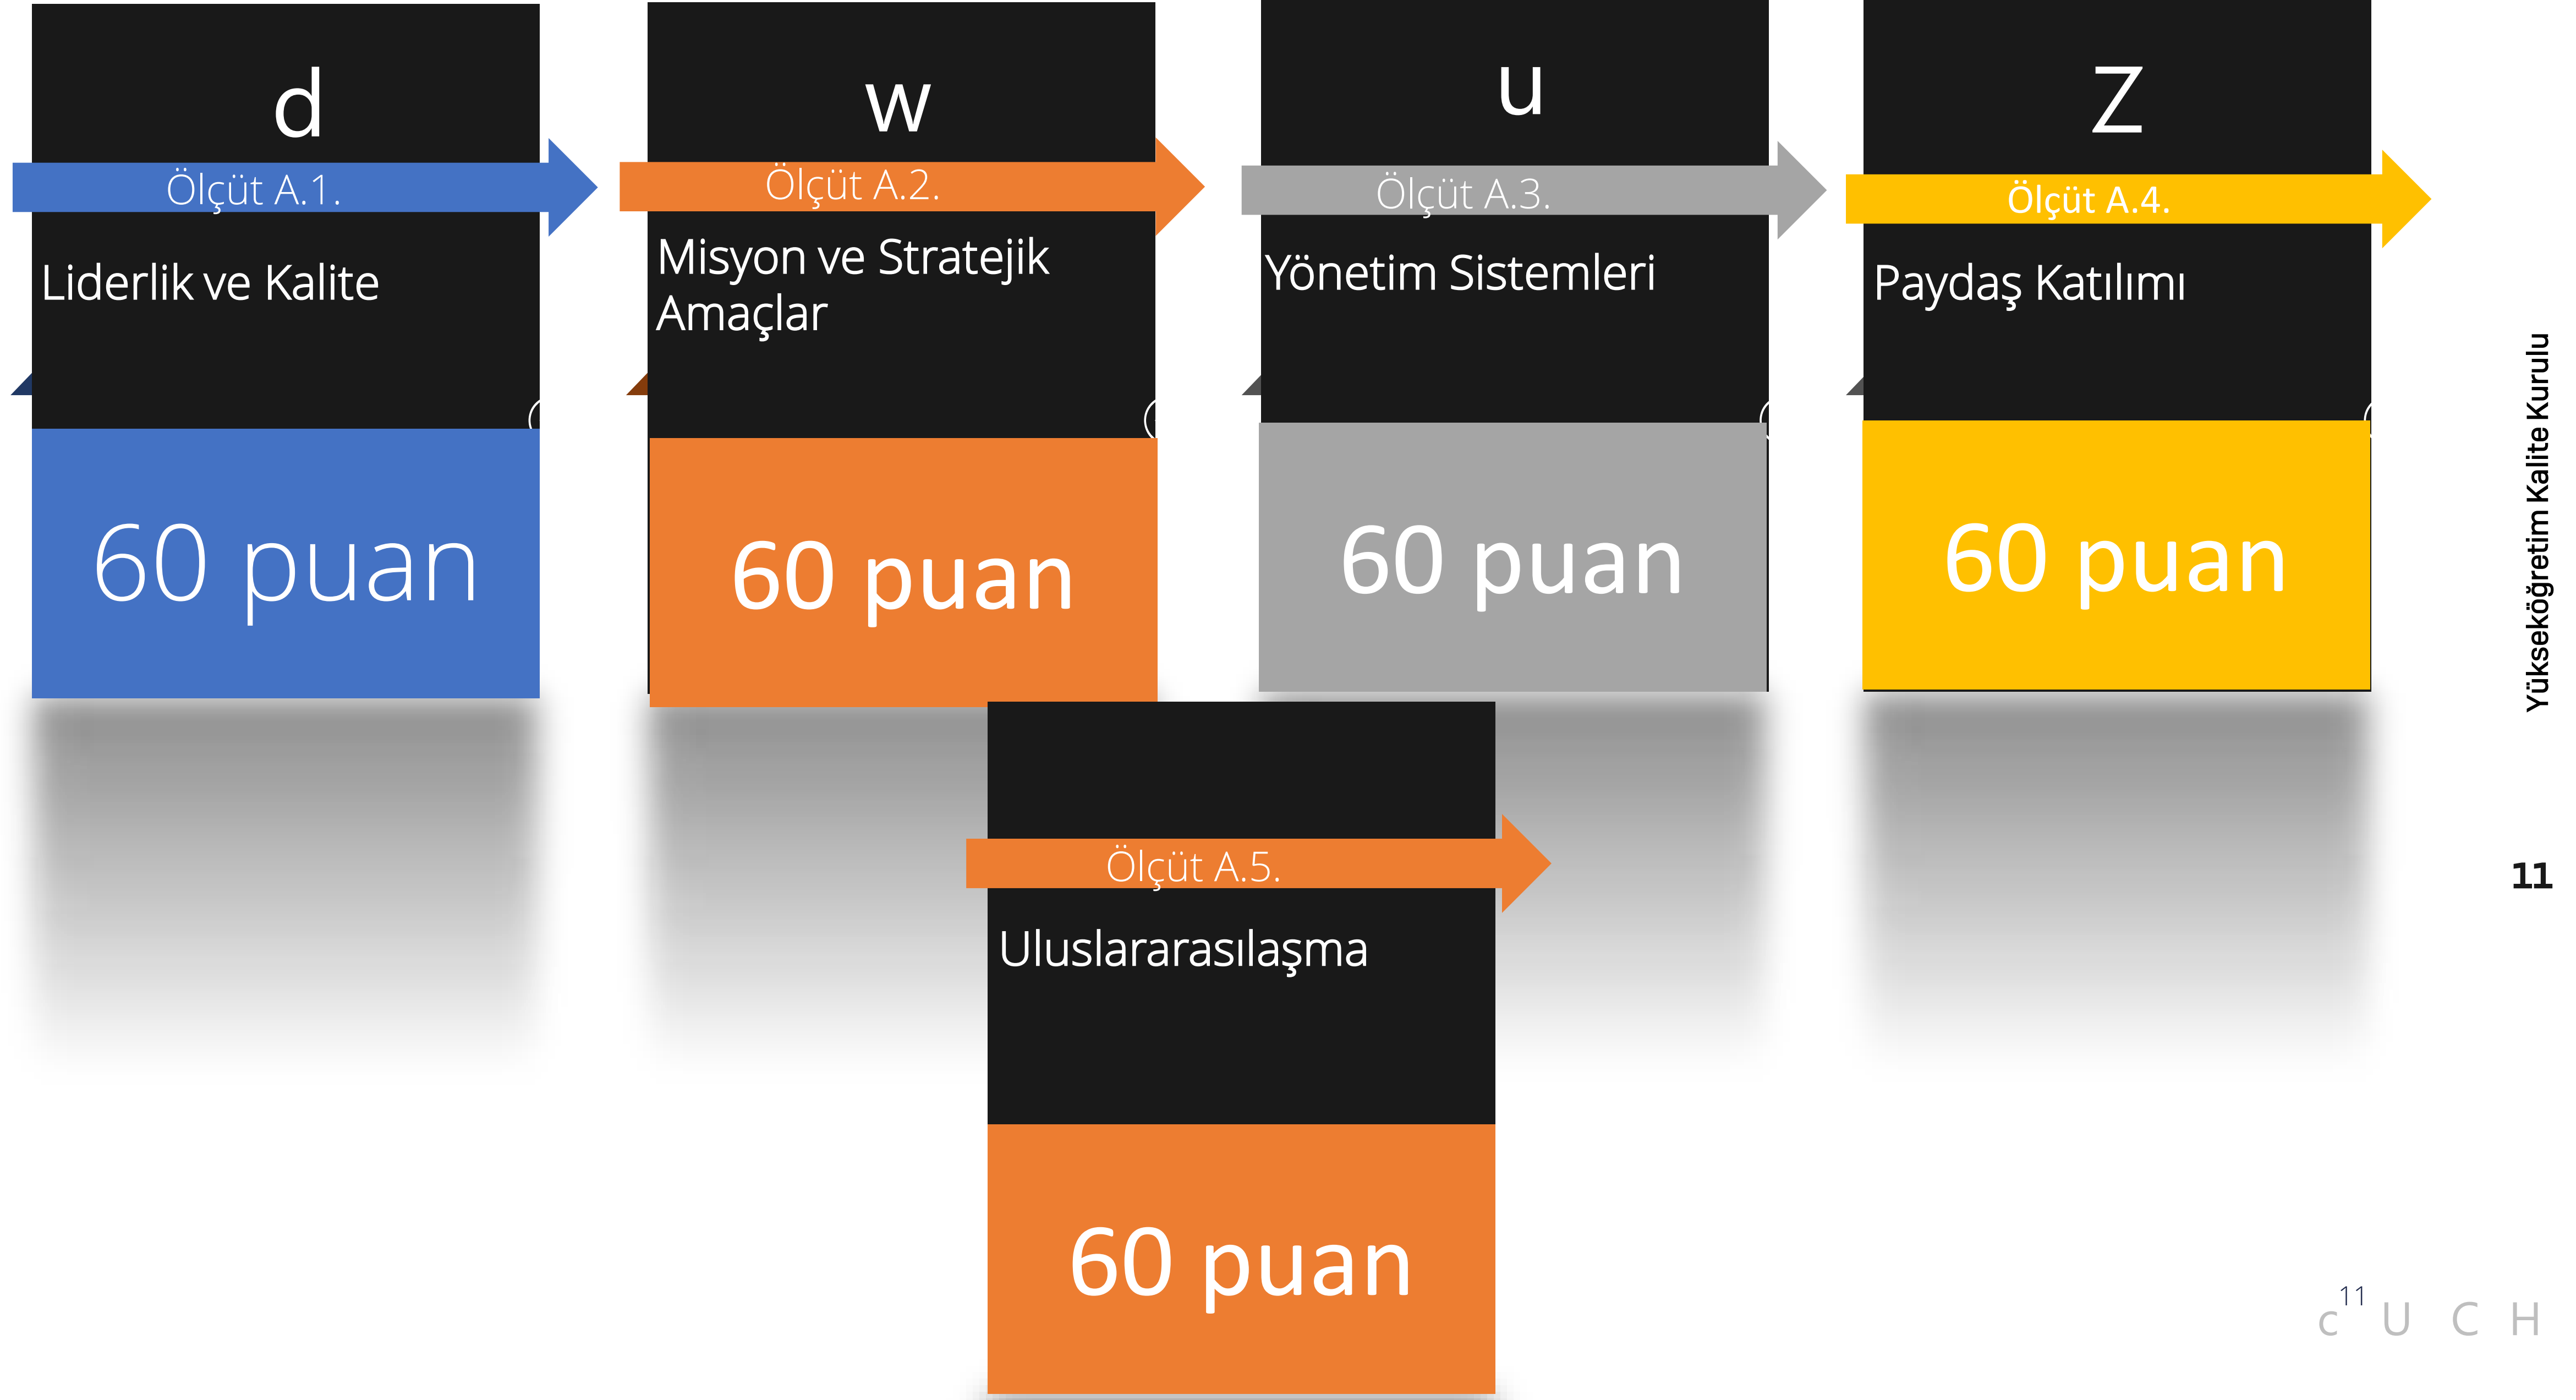 d
Ölçüt A.1.
Liderlik ve Kalite
60 puan
w
Ölçüt A.2.
Misyon ve Stratejik
Amaçlar
60 puan
u
Ölçüt A.3.
Yönetim Sistemleri
60 puan
Z
Ölçüt A.4.
Paydaş Katılımı
60 puan
Ölçüt A.5.
Uluslarararasılaşma
60 puan
Yükseköğretim Kalite Kurulu
11
11
c U C H